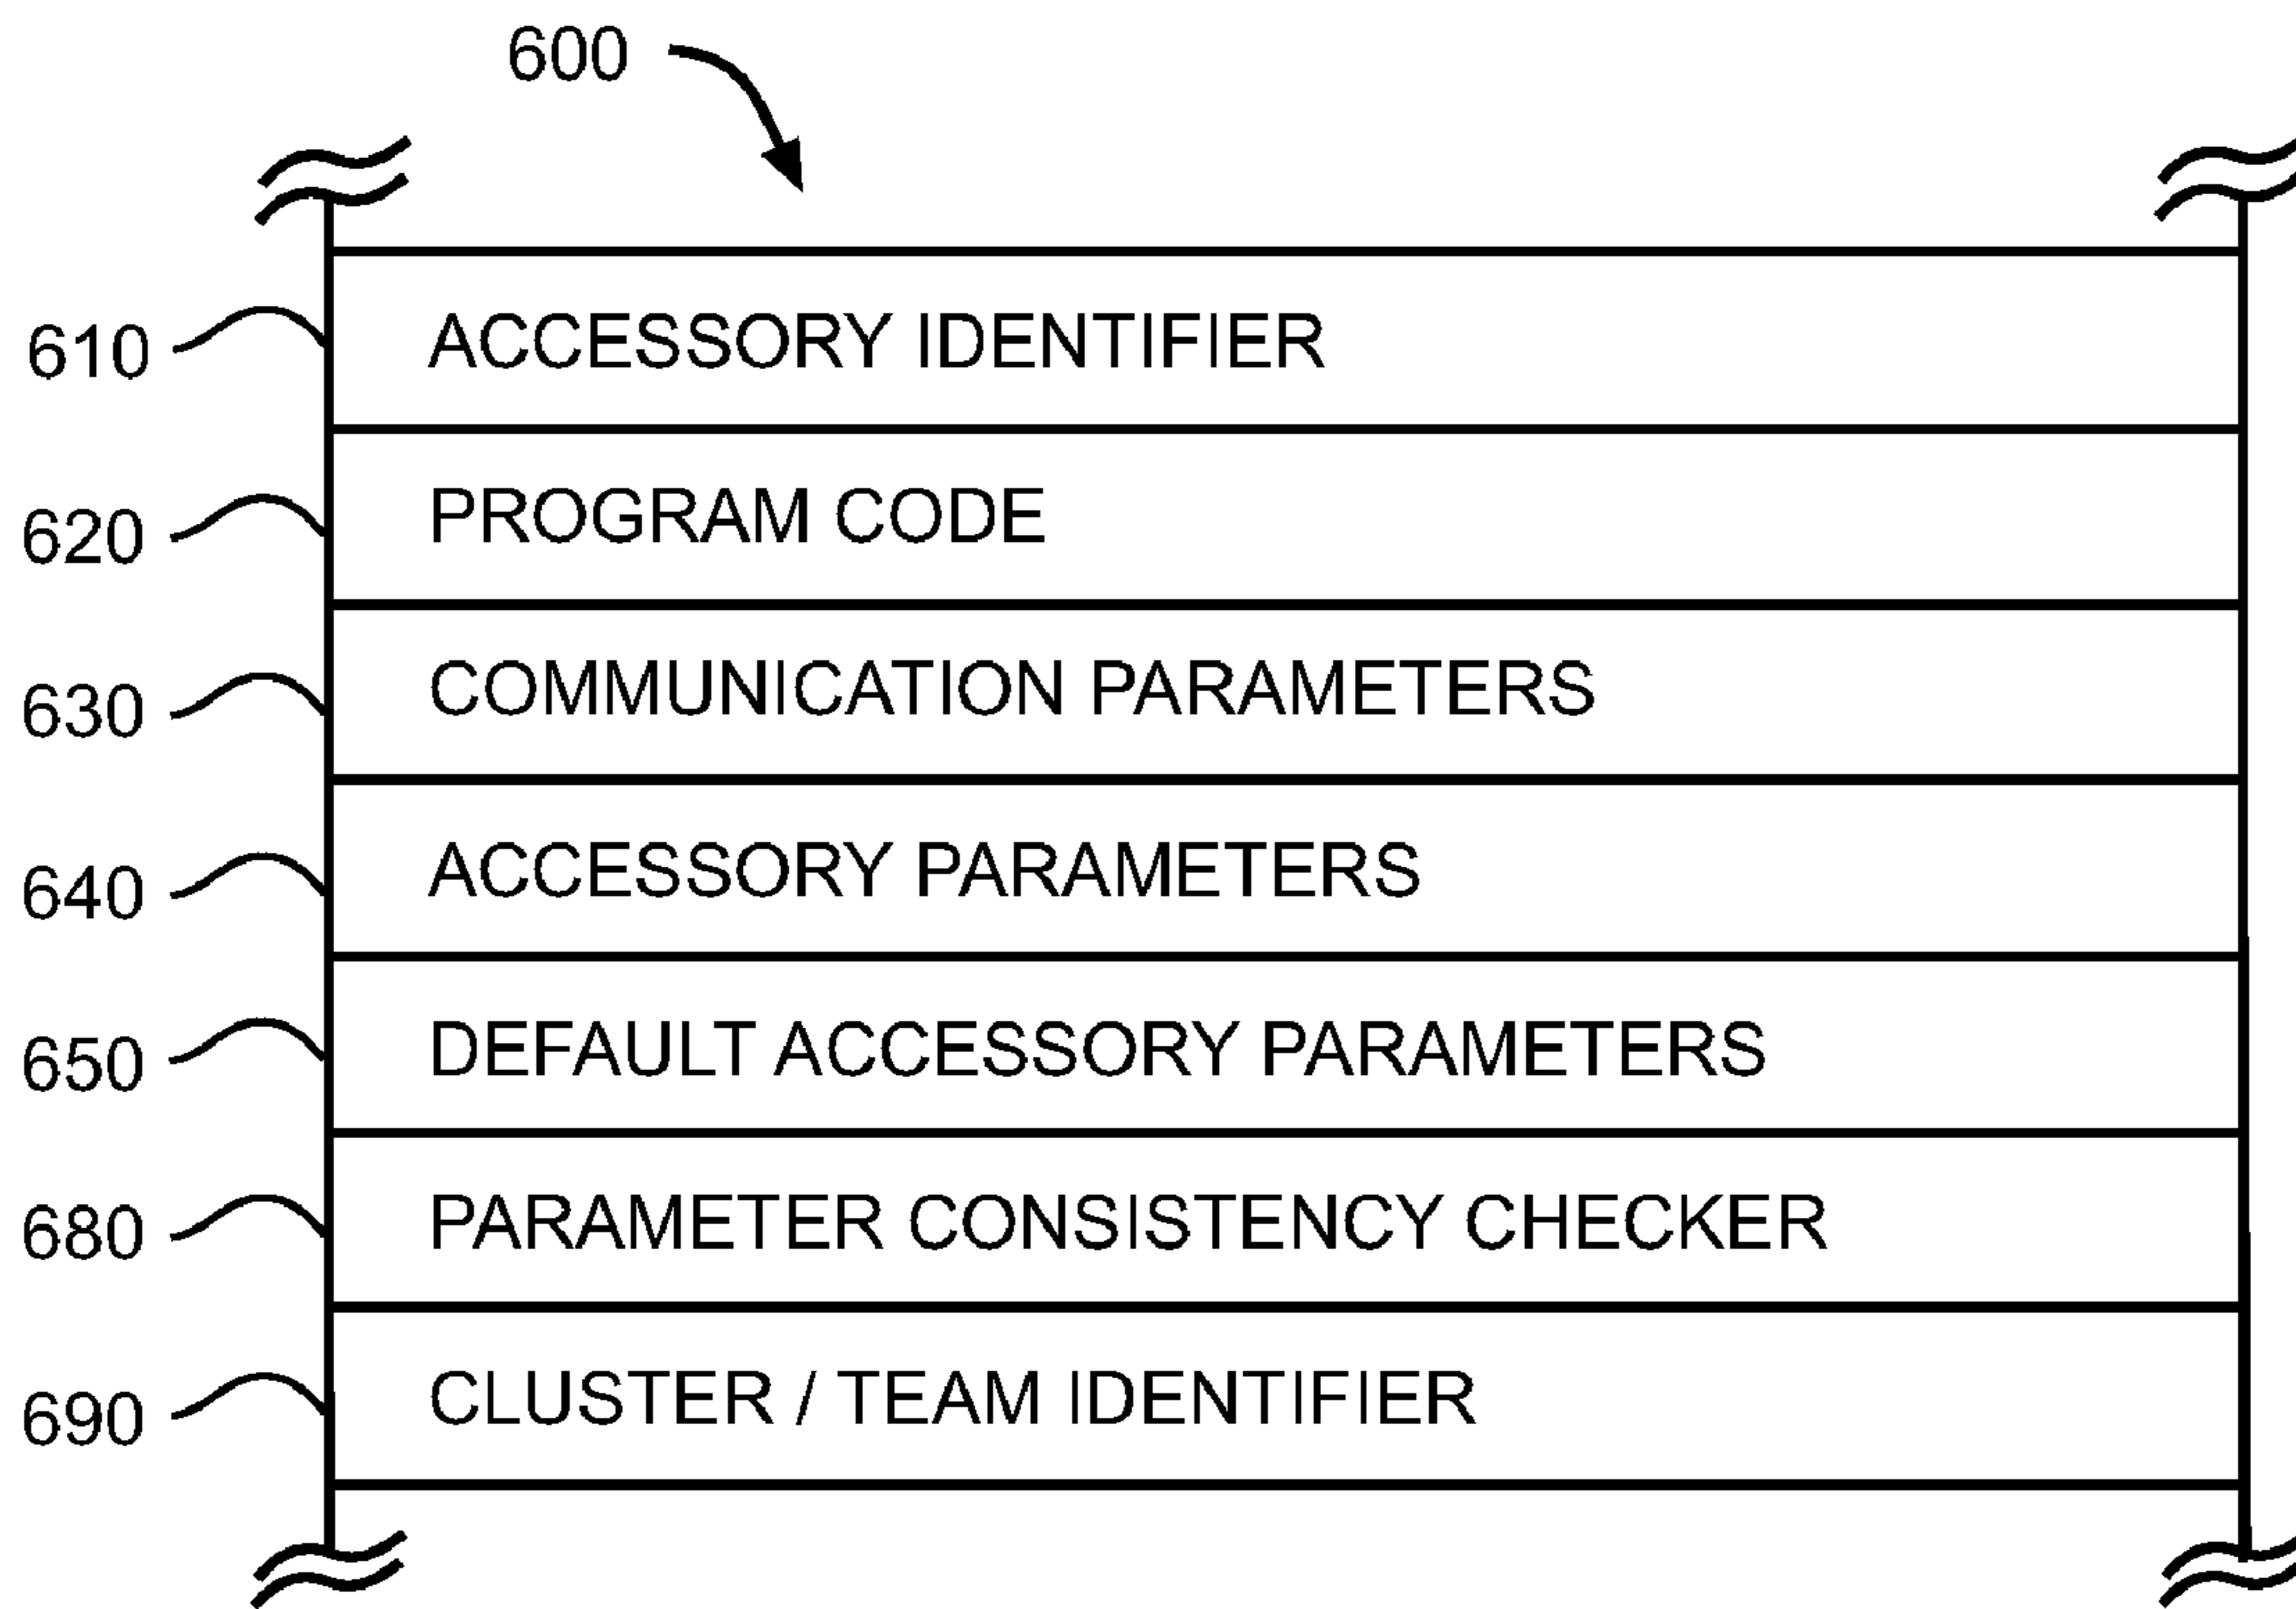 600
610 ACCESSORY IDENTIFIER
620 PROGRAM CODE
630 COMMUNICATION PARAMETERS
640 ACCESSORY PARAMETERS
650 DEFAULT ACCESSORY PARAMETERS
680 PARAMETER CONSISTENCY CHECKER
690 CLUSTER / TEAM IDENTIFIER